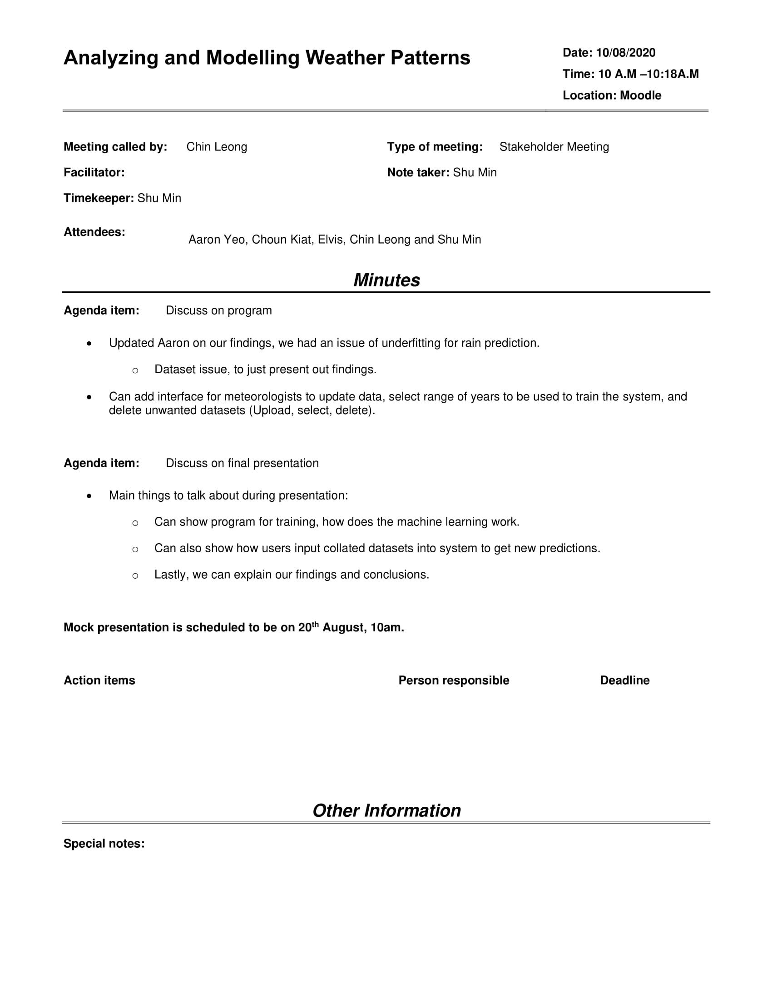 Analyzing and Modelling Weather Patterns
Date: 10/08/2020
Time: 10 A.M –10:18A.M
Location: Moodle
Meeting called by: Chin Leong
Type of meeting: Stakeholder Meeting
Facilitator:
Note taker: Shu Min
Timekeeper: Shu Min
Attendees:
Aaron Yeo, Choun Kiat, Elvis, Chin Leong and Shu Min
Minutes
Agenda item: Discuss on program
• Updated Aaron on our findings, we had an issue of underfitting for rain prediction.
o Dataset issue, to just present out findings.
• Can add interface for meteorologists to update data, select range of years to be used to train the system, and
delete unwanted datasets (Upload, select, delete).
Agenda item: Discuss on final presentation
• Main things to talk about during presentation:
o Can show program for training, how does the machine learning work.
o Can also show how users input collated datasets into system to get new predictions.
o Lastly, we can explain our findings and conclusions.
Mock presentation is scheduled to be on 20th August, 10am.
Action items Person responsible Deadline
Other Information
Special notes: